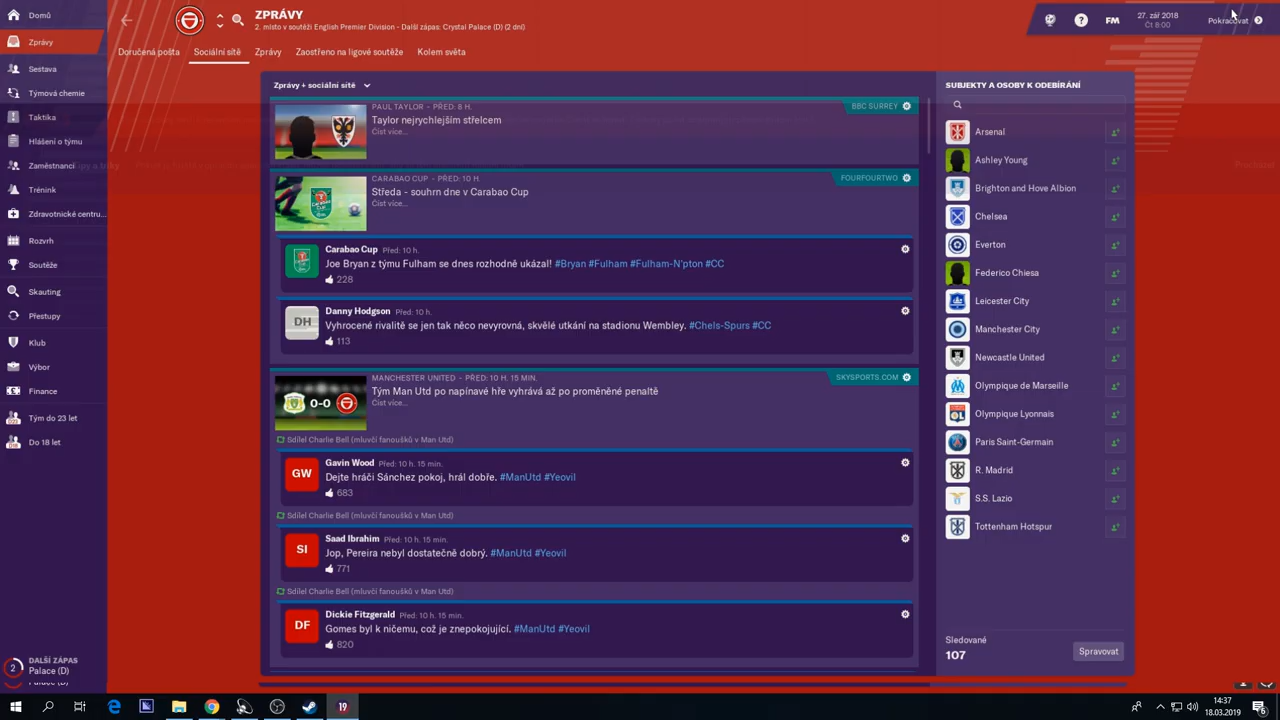 Domů
Zprávy
Sestava
Týmová chemie
Taktika
Hlášení o týmu
Zaměstnanci
Trénink
Zdravotnické centru...
Rozvrh
Soutěže
Skauting
Přestupy
Klub
Výbor
Finance
Tým do 23 let
Do 18 let
2
DALŠÍ ZÁPAS
Palace (D)
ZPRÁVY
2. místo v soutěži English Premier Division - Další zápas: Crystal Palace (D) (2 dní)
FM
27. zář 2018
Čt 8:00
Pokračovat
Doručená pošta
Sociální sítě
Zprávy
Zaostřeno na ligové soutěže
Kolem světa
Zprávy + sociální sítě
PAUL TAYLOR - PŘED: 8 H.
BBC SURREY
Taylor nejrychlejším střelcem
Číst více...
CARABAO CUP - PŘED: 10 H.
FOURFOURTWO
Středa - souhrn dne v Carabao Cup
Číst více...
Carabao Cup Před: 10 h.
Joe Bryan z týmu Fulham se dnes rozhodně ukázal! #Bryan #Fulham #Fulham-N'pton #CC
228
DH
Danny Hodgson Před: 10 h.
Vyhrocené rivalitě se jen tak něco nevyrovná, skvělé utkání na stadionu Wembley. #Chels-Spurs #CC
113
MANCHESTER UNITED - PŘED: 10 H. 15 MIN.
SKYSPORTS.COM
0-0
Tým Man Utd po napínavé hře vyhrává až po proměněné penaltě
Číst více...
Sdílel Charlie Bell (mluvčí fanoušků v Man Utd)
GW
Gavin Wood Před: 10 h. 15 min.
Dejte hráči Sánchez pokoj, hrál dobře. #ManUtd #Yeovil
683
Sdílel Charlie Bell (mluvčí fanoušků v Man Utd)
SI
Saad Ibrahim Před: 10 h. 15 min.
Jop, Pereira nebyl dostatečně dobrý. #ManUtd #Yeovil
771
Sdílel Charlie Bell (mluvčí fanoušků v Man Utd)
DF
Dickie Fitzgerald Před: 10 h. 15 min.
Gomes byl k ničemu, což je znepokojující. #ManUtd #Yeovil
820
SUBJEKTY A OSOBY K ODEBÍRÁNÍ
Arsenal
Ashley Young
Brighton and Hove Albion
Chelsea
Everton
Federico Chiesa
Leicester City
Manchester City
Newcastle United
Olympique de Marseille
Olympique Lyonnais
Paris Saint-Germain
R. Madrid
S.S. Lazio
Tottenham Hotspur
Sledované
107
Spravovat
19
14:37
18.03.2019